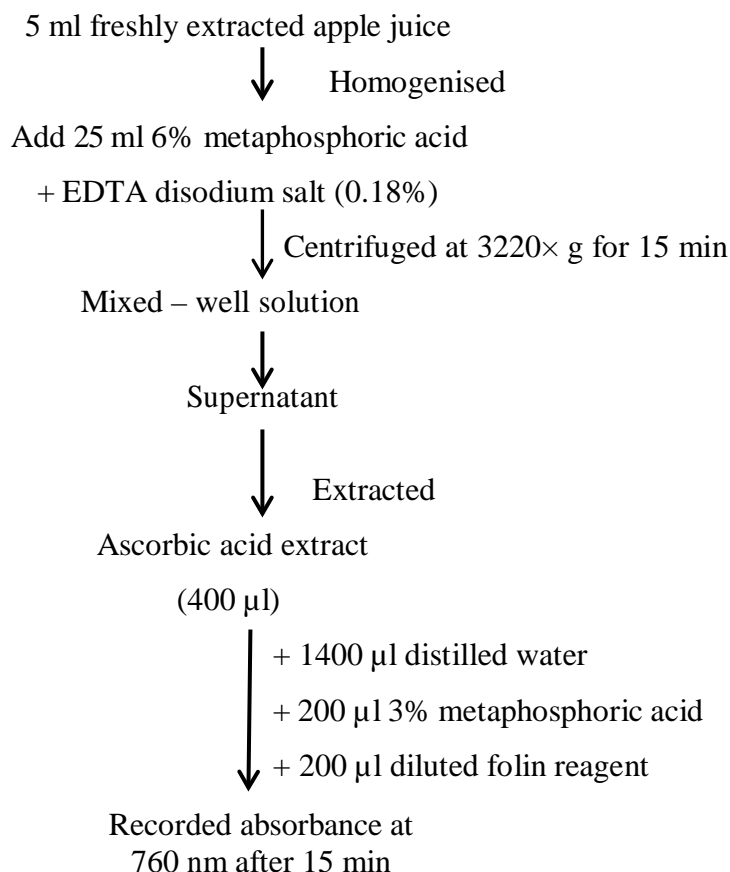 5 ml freshly extracted apple juice
Homogenised
Add 25 ml 6% metaphosphoric acid
+ EDTA disodium salt (0.18%)
Centrifuged at 3220× g for 15 min
Mixed – well solution
Supernatant
Extracted
Ascorbic acid extract
(400 µl)
+ 1400 µl distilled water
+ 200 µl 3% metaphosphoric acid
+ 200 µl diluted folin reagent
Recorded absorbance at
760 nm after 15 min